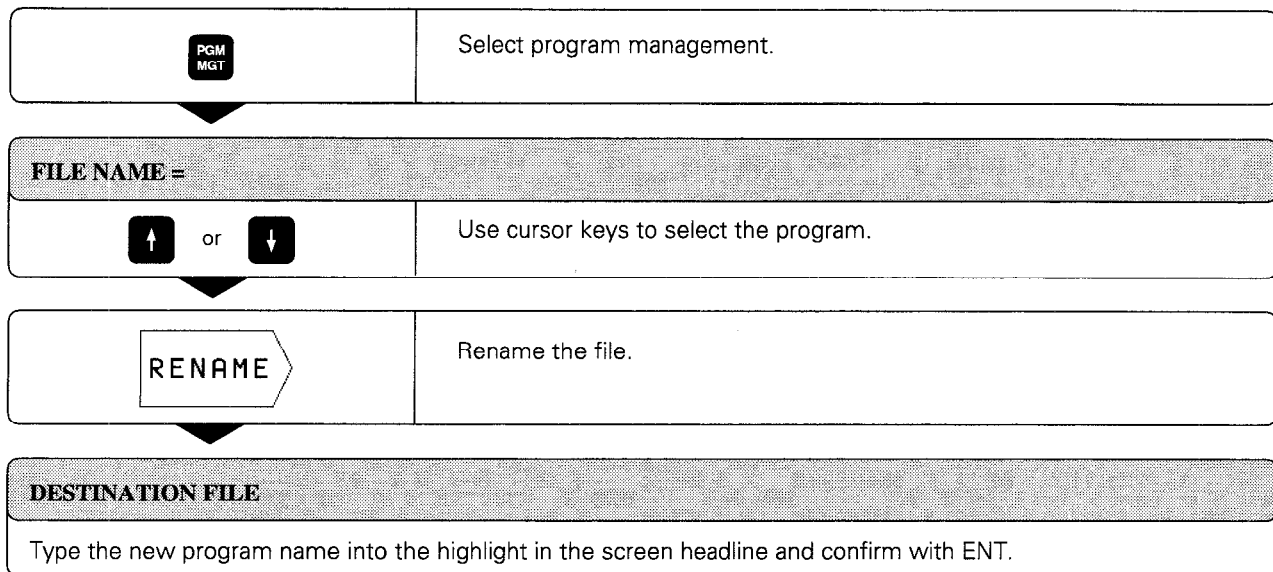 PGM
MGT
Select program management.
FILE NAME =
or
Use cursor keys to select the program.
RENAME
Rename the file.
DESTINATION FILE
Type the new program name into the highlight in the screen headline and confirm with ENT.